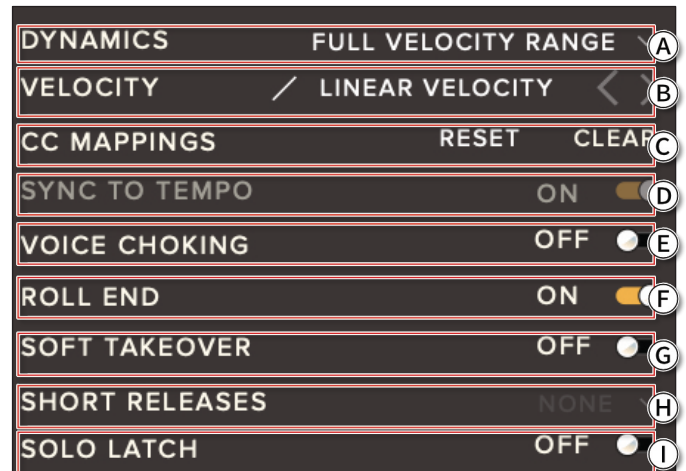 DYNAMICS FULL VELOCITY RANGE A
VELOCITY LINEAR VELOCITY B
CC MAPPINGS RESET CLEAR C
SYNC TO TEMPO ON D
VOICE CHOKING OFF E
ROLL END ON F
SOFT TAKEOVER OFF G
SHORT RELEASES NONE H
SOLO LATCH OFF I